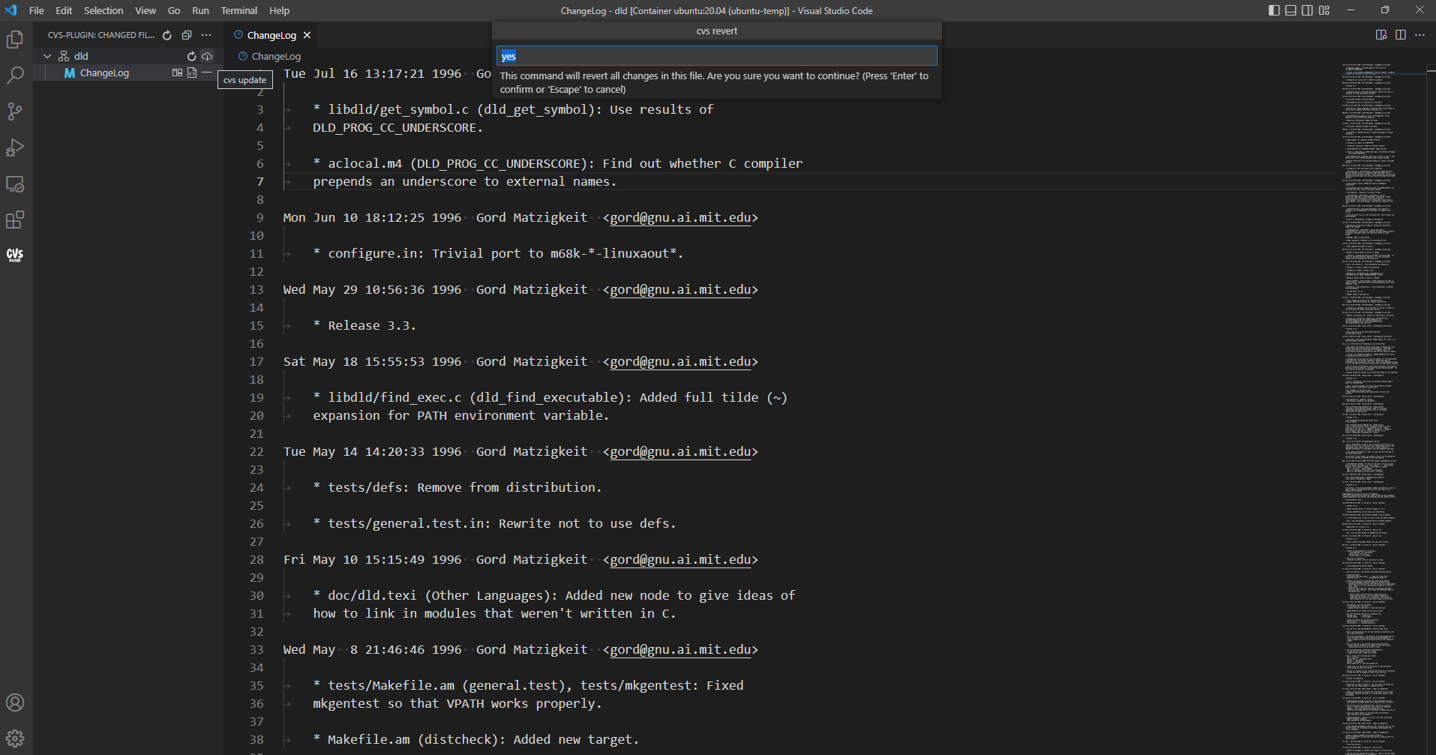 File Edit Selection View Go Run Terminal Help
ChangeLog - dld [Container ubuntu:20.04 (ubuntu-temp)] - Visual Studio Code
CVS-PLUGIN: CHANGED FIL...
dld
M ChangeLog
cvs update
CVS
ChangeLog
ChangeLog
cvs revert
yes
This command will revert all changes in this file. Are you sure you want to continue? (Press 'Enter' to
confirm or 'Escape' to cancel)
Tue Jul 16 13:17:21 1996 Go
2
3 * libdld/get_symbol.c (dld_get_symbol): Use results of
4 DLD_PROG_CC_UNDERSCORE.
5
6 * aclocal.m4 (DLD_PROG_CC_UNDERSCORE): Find out whether C compiler
7 prepends an underscore to external names.
8
9 Mon Jun 10 18:12:25 1996 Gord Matzigkeit <gord@gnu.ai.mit.edu>
10
11 * configure.in: Trivial port to m68k-*-linuxaout*.
12
13 Wed May 29 10:56:36 1996 Gord Matzigkeit <gord@gnu.ai.mit.edu>
14
15 * Release 3.3.
16
17 Sat May 18 15:55:53 1996 Gord Matzigkeit <gord@gnu.ai.mit.edu>
18
19 * libdld/find_exec.c (dld_find_executable): Added full tilde (~)
20 expansion for PATH environment variable.
21
22 Tue May 14 14:20:33 1996 Gord Matzigkeit <gord@gnu.ai.mit.edu>
23
24 * tests/defs: Remove from distribution.
25
26 * tests/general.test.in: Rewrite not to use defs.
27
28 Fri May 10 15:15:49 1996 Gord Matzigkeit <gord@gnu.ai.mit.edu>
29
30 * doc/dld.texi (Other Languages): Added new node to give ideas of
31 how to link in modules that weren't written in C.
32
33 Wed May 8 21:46:46 1996 Gord Matzigkeit <gord@gnu.ai.mit.edu>
34
35 * tests/Makefile.am (general.test), tests/mkgentest: Fixed
36 mkgentest so that VPATH works properly.
37
38 * Makefile.am (distcheck): Added new target.